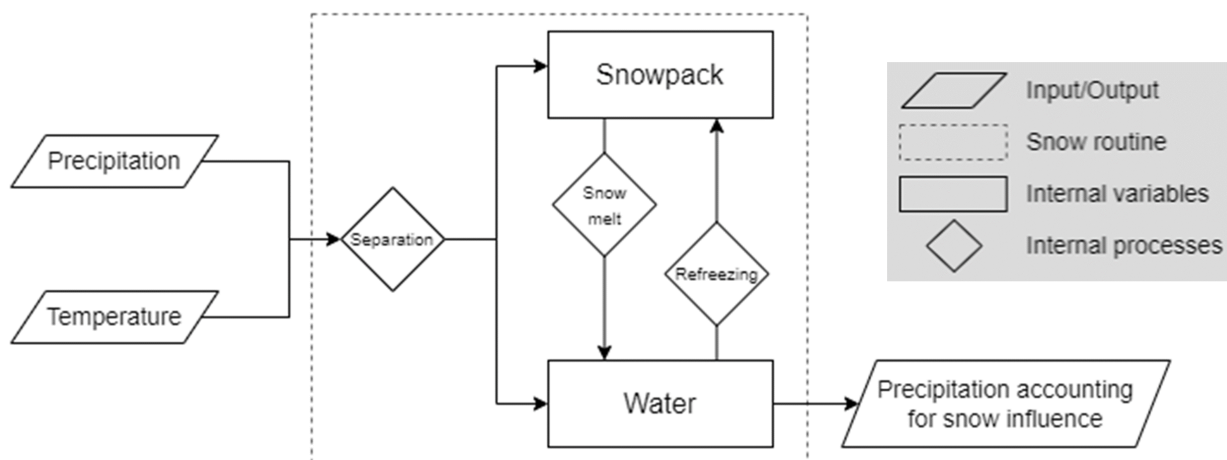 Precipitation
Temperature
Separation
Snowpack
Snow
melt
Refreezing
Water
Precipitation accounting
for snow influence
Input/Output
Snow routine
Internal variables
Internal processes